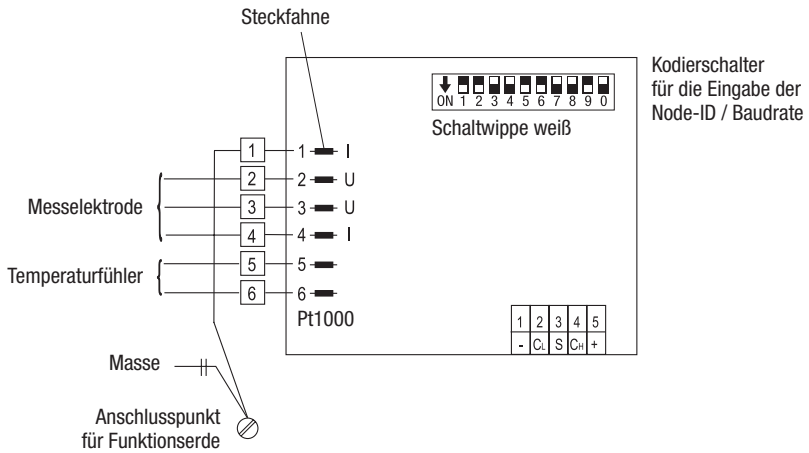 Steckfahne
ON 1 2 3 4 5 6 7 8 9 0
Schaltwippe weiß
Kodierschalter
für die Eingabe der
Node-ID / Baudrate
1 1 I
2 2 U
3 3 U
4 4 I
5 5
6 6
Messelektrode
Temperaturfühler
Pt1000
1 2 3 4 5
- CL S CH +
Masse
Anschlusspunkt
für Funktionserde